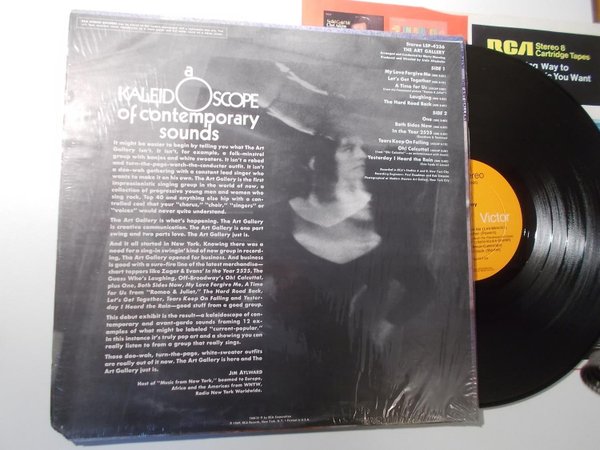 a
KALEIDOSCOPE
of contemporary
sounds
It might be easier to begin by telling you what The Art
Gallery isn't. It isn't, for example, a folk-minstrel
group with banjos and white sweaters. It isn't a robed
and turn-the-page-watch-the-conductor outfit. It isn't
a doo-wah gathering with a constant lead singer who
wants to make it on his own. The Art Gallery is the first
impressionistic singing group in the world of now, a
collection of progressive young men and women who
sing rock, Top 40 and anything else hip with a con-
trolled cool that your "chorus," "choir," "singers" or
"voices" would never quite understand.
The Art Gallery is what's happening. The Art Gallery
is creative communication. The Art Gallery is one part
swing and two parts love. The Art Gallery just is.
And it all started in New York. Knowing there was a
need for a sing-in swingin' kind of new group in record-
ing, The Art Gallery opened for business. And business
is good with a sure-fire line of the latest merchandise—
chart toppers like Zager & Evans' In the Year 2525, The
Guess Who's Laughing, Off-Broadway's Oh! Calcutta!,
plus One, Both Sides Now, My Love Forgive Me, A Time
for Us from "Romeo & Juliet," The Hard Road Back,
Let's Get Together, Tears Keep On Falling and Yester-
day I Heard the Rain—good stuff from a good group.
This debut exhibit is the result—a kaleidoscope of con-
temporary and avant-garde sounds framing 12 ex-
amples of what might be labeled "current-popular."
In this instance it's truly pop art and a showing you can
really listen to from a group that really sings.
Those doo-wah, turn-the-page, white-sweater outfits
are really out of now. The Art Gallery is here and The
Art Gallery just is.
JIM AYLWARD
Host of "Music from New York," beamed to Europe,
Africa and the Americas from WNYW,
Radio New York Worldwide.
Stereo LSP-4236
THE ART GALLERY
SIDE 1
My Love Forgive Me
Let's Get Together
A Time for Us
Laughing
The Hard Road Back
SIDE 2
One
Both Sides Now
In the Year 2525
Tears Keep On Falling
Oh! Calcutta!
Yesterday I Heard the Rain
RCA Stereo 8
Cartridge Tapes
Way to
You Want
Stereo
Victor